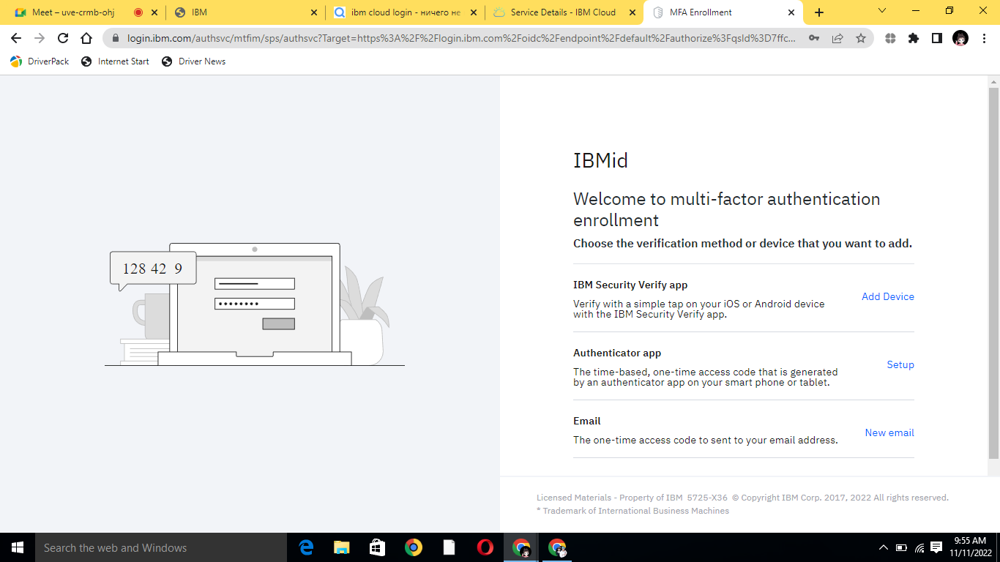 Meet – uve-crmb-ohj
IBM
ibm cloud login - ничего не
Service Details - IBM Cloud
MFA Enrollment
login.ibm.com/authsvc/mtfim/sps/authsvc?Target=https%3A%2F%2Flogin.ibm.com%2Foidc%2Fendpoint%2Fdefault%2Fauthorize%3FqsId%3D7ffc...
DriverPack
Internet Start
Driver News
128 42 9
IBMid
Welcome to multi-factor authentication
enrollment
Choose the verification method or device that you want to add.
IBM Security Verify app
Verify with a simple tap on your iOS or Android device
with the IBM Security Verify app.
Add Device
Authenticator app
The time-based, one-time access code that is generated
by an authenticator app on your smart phone or tablet.
Setup
Email
The one-time access code to sent to your email address.
New email
Licensed Materials - Property of IBM 5725-X36 © Copyright IBM Corp. 2017, 2022 All rights reserved.
* Trademark of International Business Machines
Search the web and Windows
9:55 AM
11/11/2022